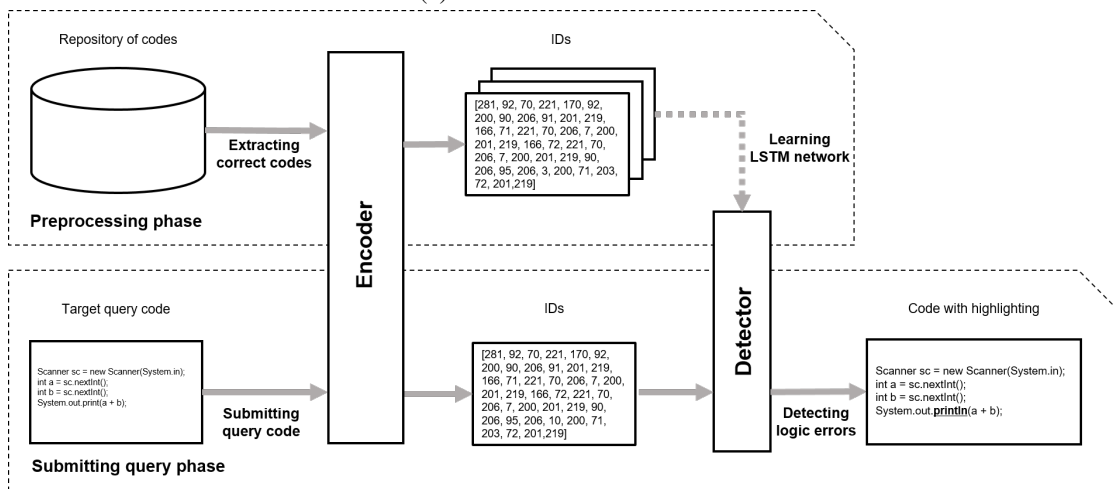 Repository of codes
IDs
[281, 92, 70, 221, 170, 92,
200, 90, 206, 91, 201, 219,
166, 71, 221, 70, 206, 7, 200,
201, 219, 166, 72, 221, 70,
206, 7, 200, 201, 219, 90,
206, 95, 206, 3, 200, 71, 203,
72, 201,219]
Extracting
correct codes
Learning
LSTM network
Preprocessing phase
Encoder
Detector
Target query code
IDs
Code with highlighting
Scanner sc = new Scanner(System.in);
int a = sc.nextInt();
int b = sc.nextInt();
System.out.print(a + b);
Submitting
query code
[281, 92, 70, 221, 170, 92,
200, 90, 206, 91, 201, 219,
166, 71, 221, 70, 206, 7, 200,
201, 219, 166, 72, 221, 70,
206, 7, 200, 201, 219, 90,
206, 95, 206, 10, 200, 71,
203, 72, 201,219]
Detecting
logic errors
Scanner sc = new Scanner(System.in);
int a = sc.nextInt();
int b = sc.nextInt();
System.out.println(a + b);
Submitting query phase